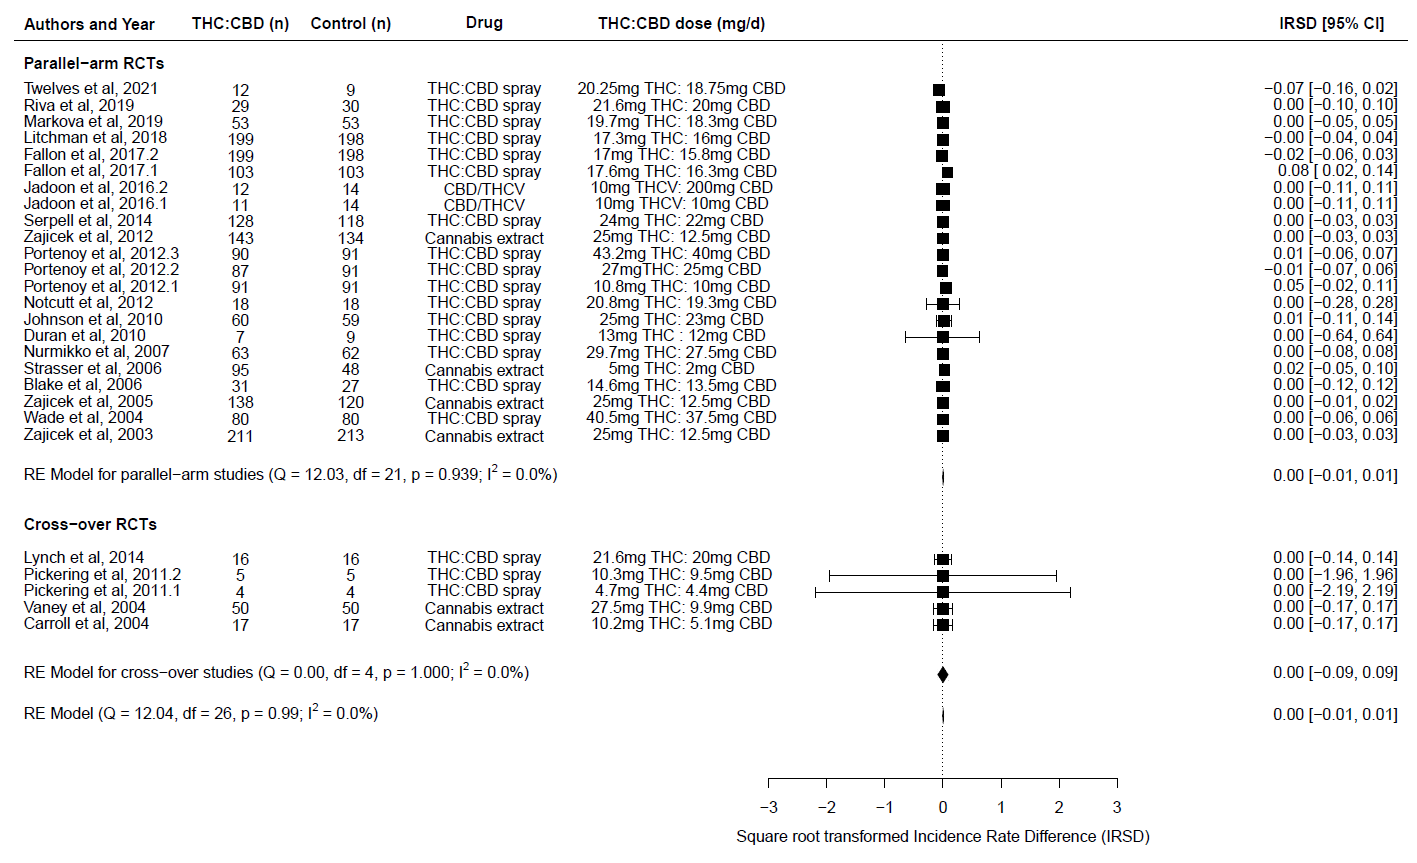 Authors and Year THC:CBD (n) Control (n) Drug THC:CBD dose (mg/d) IRSD [95% CI]
Parallel−arm RCTs
Twelves et al, 2021 12 9 THC:CBD spray 20.25mg THC: 18.75mg CBD −0.07 [−0.16, 0.02]
Riva et al, 2019 29 30 THC:CBD spray 21.6mg THC: 20mg CBD 0.00 [−0.10, 0.10]
Markova et al, 2019 53 53 THC:CBD spray 19.7mg THC: 18.3mg CBD 0.00 [−0.05, 0.05]
Litchman et al, 2018 199 198 THC:CBD spray 17.3mg THC: 16mg CBD −0.00 [−0.04, 0.04]
Fallon et al, 2017.2 199 198 THC:CBD spray 17mg THC: 15.8mg CBD −0.02 [−0.06, 0.03]
Fallon et al, 2017.1 103 103 THC:CBD spray 17.6mg THC: 16.3mg CBD 0.08 [0.02, 0.14]
Jadoon et al, 2016.2 12 14 CBD/THCV 10mg THCV: 200mg CBD 0.00 [−0.11, 0.11]
Jadoon et al, 2016.1 11 14 CBD/THCV 10mg THCV: 10mg CBD 0.00 [−0.11, 0.11]
Serpell et al, 2014 128 118 THC:CBD spray 24mg THC: 22mg CBD 0.00 [−0.03, 0.03]
Zajicek et al, 2012 143 134 Cannabis extract 25mg THC: 12.5mg CBD 0.00 [−0.03, 0.03]
Portenoy et al, 2012.3 90 91 THC:CBD spray 43.2mg THC: 40mg CBD 0.01 [−0.06, 0.07]
Portenoy et al, 2012.2 87 91 THC:CBD spray 27mgTHC: 25mg CBD −0.01 [−0.07, 0.06]
Portenoy et al, 2012.1 91 91 THC:CBD spray 10.8mg THC: 10mg CBD 0.05 [−0.02, 0.11]
Notcutt et al, 2012 18 18 THC:CBD spray 20.8mg THC: 19.3mg CBD 0.00 [−0.28, 0.28]
Johnson et al, 2010 60 59 THC:CBD spray 25mg THC: 23mg CBD 0.01 [−0.11, 0.14]
Duran et al, 2010 7 9 THC:CBD spray 13mg THC : 12mg CBD 0.00 [−0.64, 0.64]
Nurmikko et al, 2007 63 62 THC:CBD spray 29.7mg THC: 27.5mg CBD 0.00 [−0.08, 0.08]
Strasser et al, 2006 95 48 Cannabis extract 5mg THC: 2mg CBD 0.02 [−0.05, 0.10]
Blake et al, 2006 31 27 THC:CBD spray 14.6mg THC: 13.5mg CBD 0.00 [−0.12, 0.12]
Zajicek et al, 2005 138 120 Cannabis extract 25mg THC: 12.5mg CBD 0.00 [−0.01, 0.02]
Wade et al, 2004 80 80 THC:CBD spray 40.5mg THC: 37.5mg CBD 0.00 [−0.06, 0.06]
Zajicek et al, 2003 211 213 Cannabis extract 25mg THC: 12.5mg CBD 0.00 [−0.03, 0.03]
RE Model for parallel−arm studies (Q = 12.03, df = 21, p = 0.939; I² = 0.0%) 0.00 [−0.01, 0.01]
Cross−over RCTs
Lynch et al, 2014 16 16 THC:CBD spray 21.6mg THC: 20mg CBD 0.00 [−0.14, 0.14]
Pickering et al, 2011.2 5 5 THC:CBD spray 10.3mg THC: 9.5mg CBD 0.00 [−1.96, 1.96]
Pickering et al, 2011.1 4 4 THC:CBD spray 4.7mg THC: 4.4mg CBD 0.00 [−2.19, 2.19]
Vaney et al, 2004 50 50 Cannabis extract 27.5mg THC: 9.9mg CBD 0.00 [−0.17, 0.17]
Carroll et al, 2004 17 17 Cannabis extract 10.2mg THC: 5.1mg CBD 0.00 [−0.17, 0.17]
RE Model for cross−over studies (Q = 0.00, df = 4, p = 1.000; I² = 0.0%) 0.00 [−0.09, 0.09]
RE Model (Q = 12.04, df = 26, p = 0.99; I² = 0.0%) 0.00 [−0.01, 0.01]
−3 −2 −1 0 1 2 3
Square root transformed Incidence Rate Difference (IRSD)